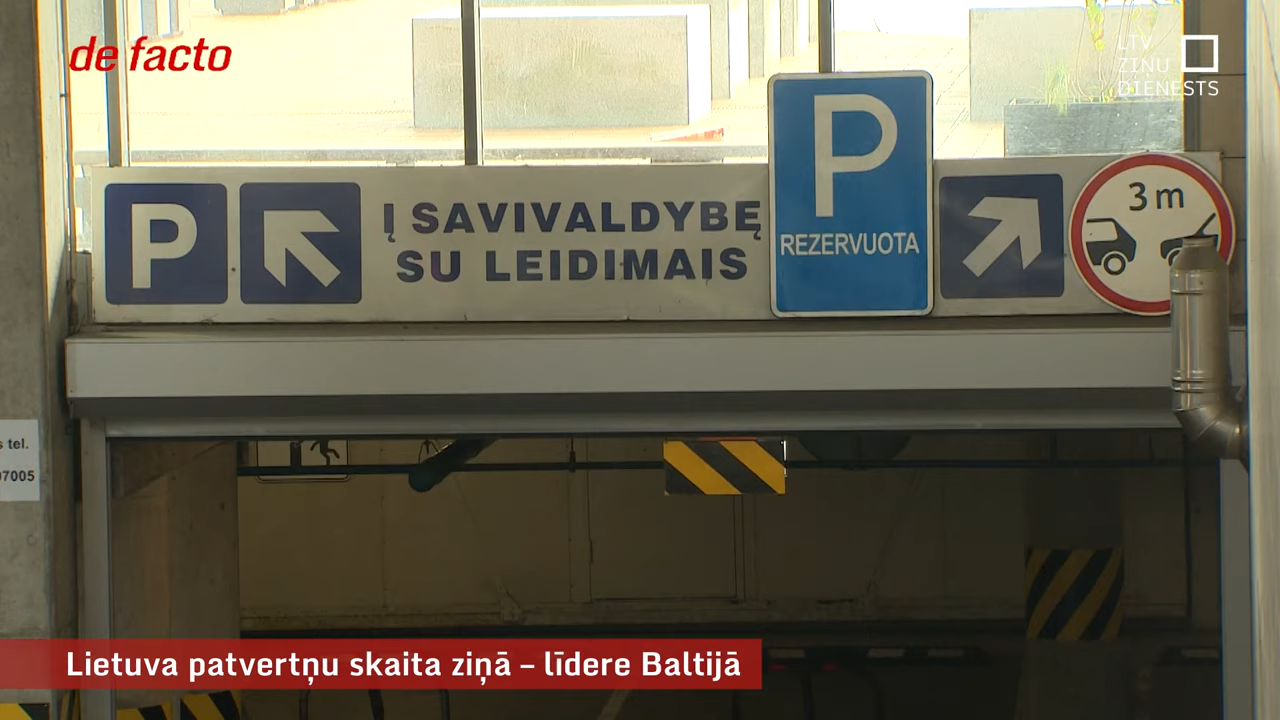 de facto
LTV
ZIŅU
DIENESTS
P
P
Į SAVIVALDYBĘ
SU LEIDIMAIS
REZERVUOTA
3 m
s tel.
07005
Lietuva patvertņu skaita ziņā – līdere Baltijā